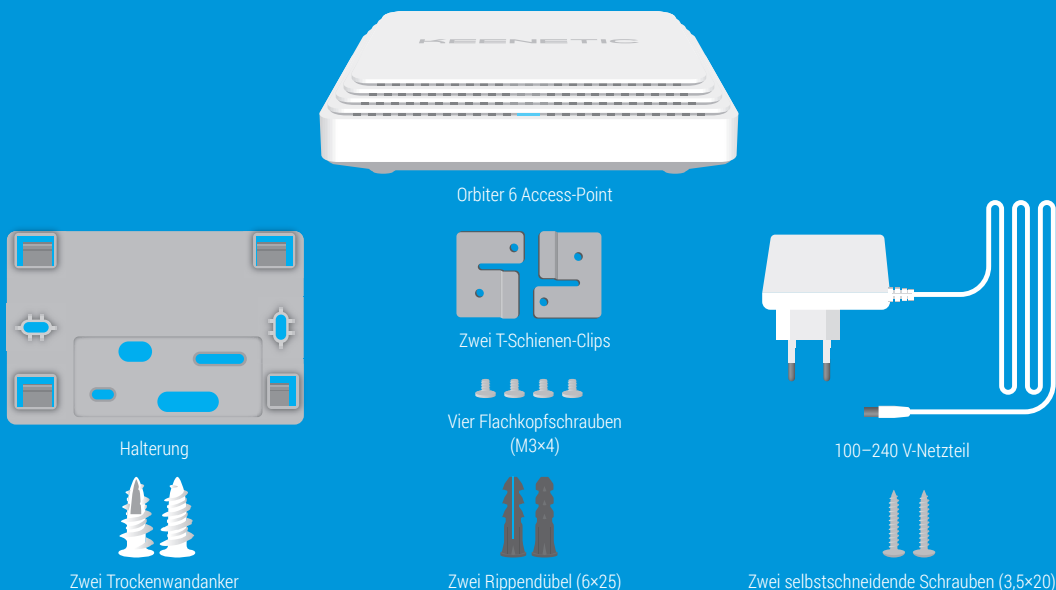 KEENETIC
Orbiter 6 Access-Point
Zwei T-Schienen-Clips
Halterung
Vier Flachkopfschrauben
(M3×4)
100–240 V-Netzteil
Zwei Trockenwandanker
Zwei Rippendübel (6×25)
Zwei selbstschneidende Schrauben (3,5×20)